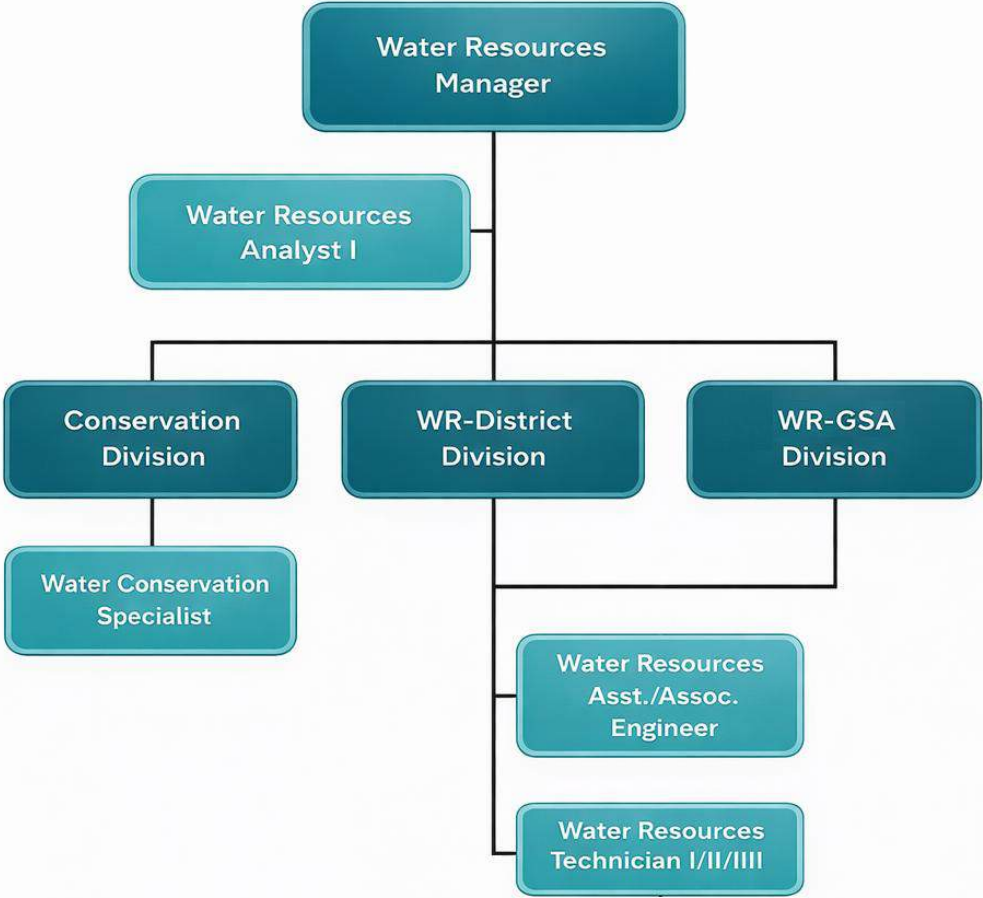 Water Resources
Manager
Water Resources
Analyst I
Conservation
Division
WR-District
Division
WR-GSA
Division
Water Conservation
Specialist
Water Resources
Asst./Assoc.
Engineer
Water Resources
Technician I/II/IIII